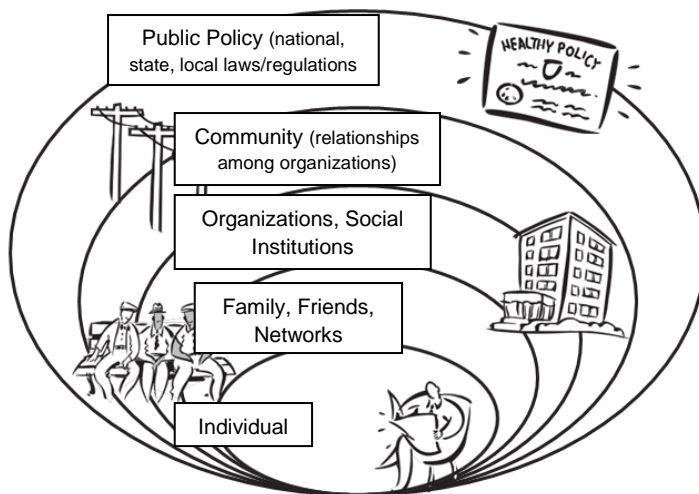 Public Policy (national,
state, local laws/regulations
HEALTHY POLICY
Community (relationships
among organizations)
Organizations, Social
Institutions
Family, Friends,
Networks
Individual